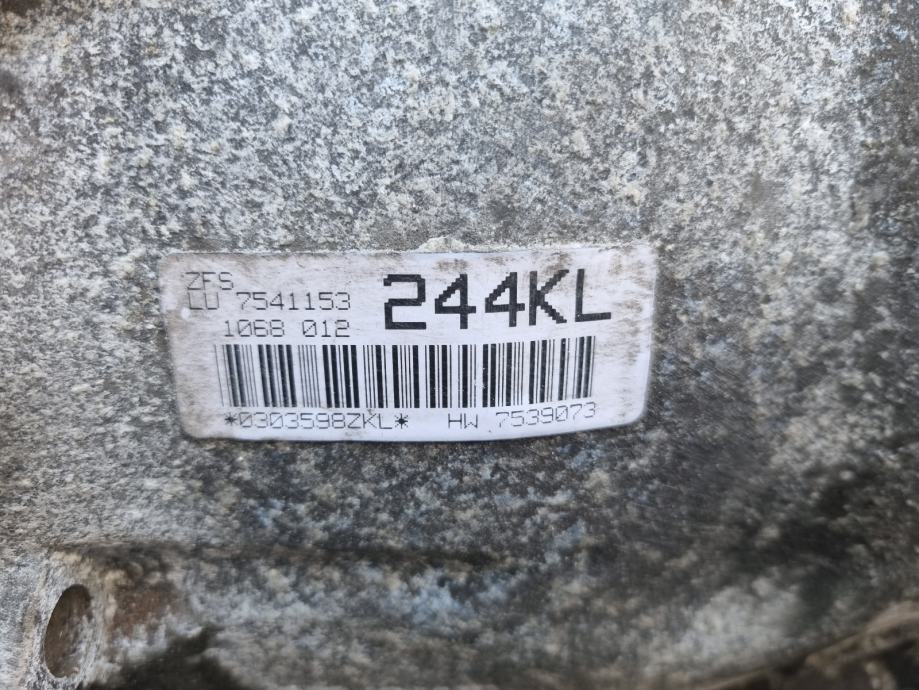 ZFS
LU 7541153
1068 012
244KL
*0303598ZKL* HW 7539073